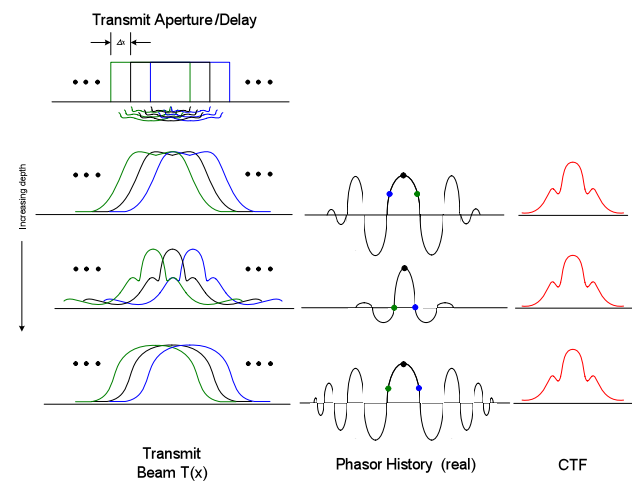 Transmit Aperture/Delay
Δx
Increasing depth
Transmit
Beam T(x)
Phasor History (real)
CTF